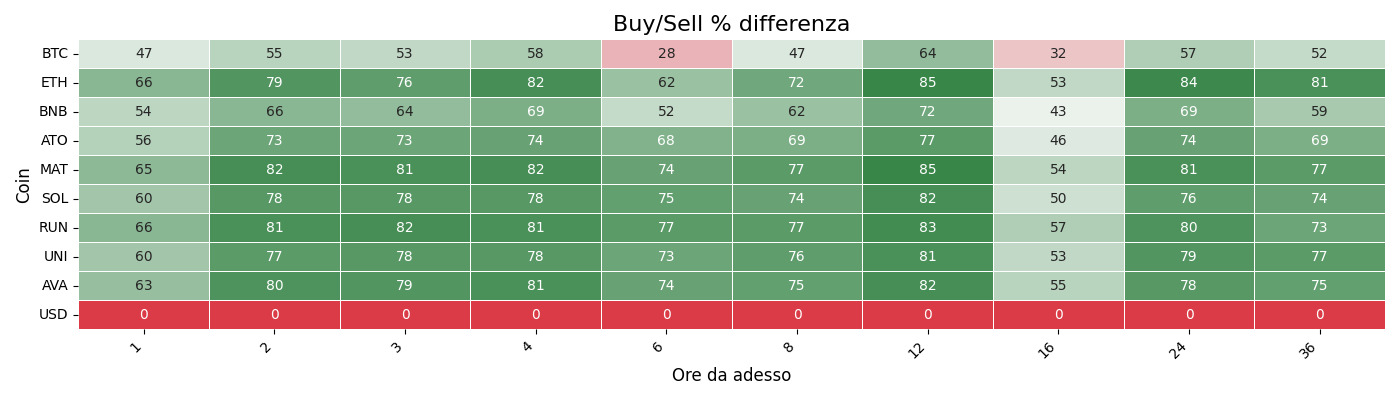 Buy/Sell % differenza
BTC 47 55 53 58 28 47 64 32 57 52
ETH 66 79 76 82 62 72 85 53 84 81
BNB 54 66 64 69 52 62 72 43 69 59
ATO 56 73 73 74 68 69 77 46 74 69
MAT 65 82 81 82 74 77 85 54 81 77
SOL 60 78 78 78 75 74 82 50 76 74
RUN 66 81 82 81 77 77 83 57 80 73
UNI 60 77 78 78 73 76 81 53 79 77
AVA 63 80 79 81 74 75 82 55 78 75
USD 0 0 0 0 0 0 0 0 0 0
1 2 3 4 6 8 12 16 24 36
Coin
Ore da adesso